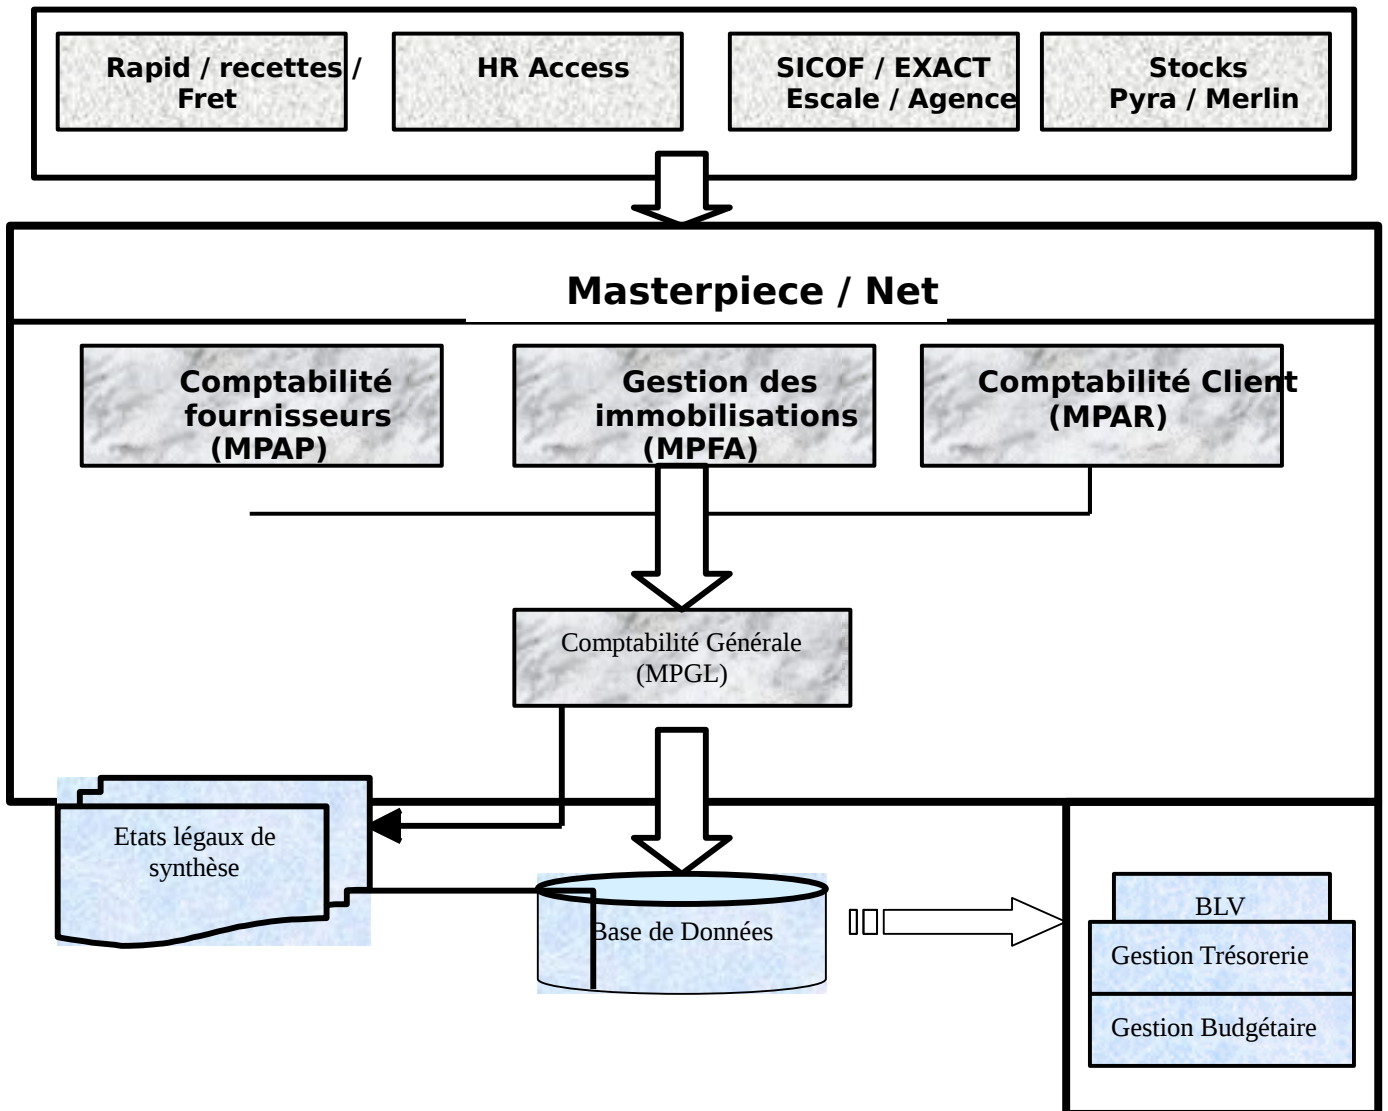 Rapid / recettes /
Fret
HR Access
SICOF / EXACT
Escale / Agence
Stocks
Pyra / Merlin
Masterpiece / Net
Comptabilité
fournisseurs
(MPAP)
Gestion des
immobilisations
(MPFA)
Comptabilité Client
(MPAR)
Comptabilité Générale
(MPGL)
Etats légaux de
synthèse
Base de Données
BLV
Gestion Trésorerie
Gestion Budgétaire